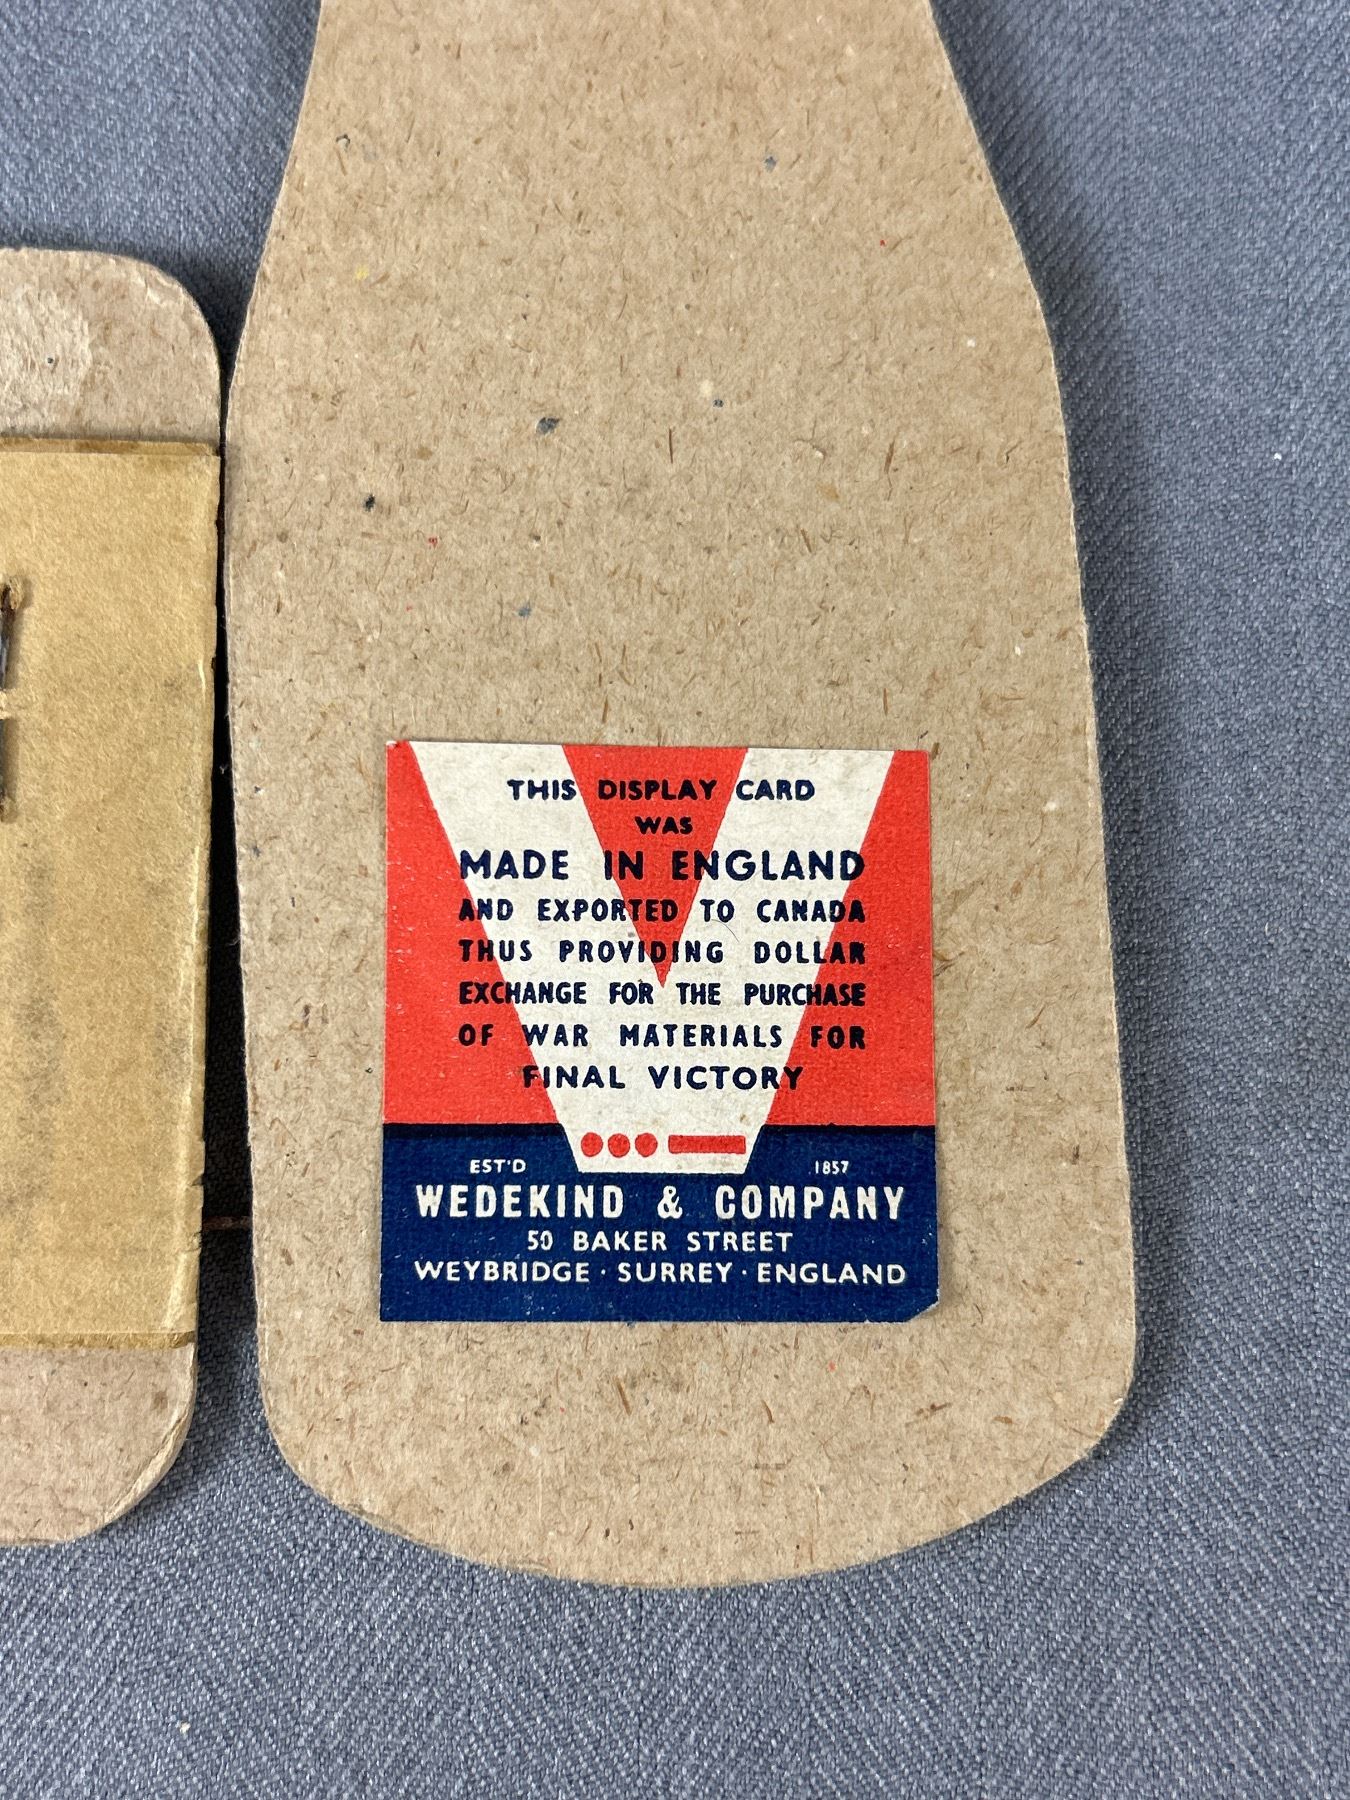 THIS DISPLAY CARD
WAS
MADE IN ENGLAND
AND EXPORTED TO CANADA
THUS PROVIDING DOLLAR
EXCHANGE FOR THE PURCHASE
OF WAR MATERIALS FOR
FINAL VICTORY
EST'D 1857
WEDEKIND & COMPANY
50 BAKER STREET
WEYBRIDGE · SURREY · ENGLAND